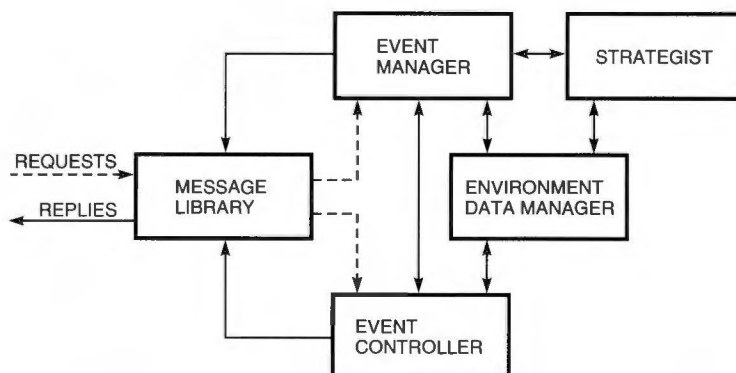 EVENT
MANAGER
STRATEGIST
REQUESTS
REPLIES
MESSAGE
LIBRARY
ENVIRONMENT
DATA MANAGER
EVENT
CONTROLLER